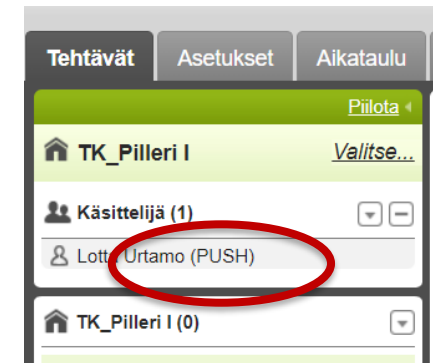 Tehtävät Asetukset Aikataulu
Piilota
TK_Pilleri I Valitse...
Käsittelijä (1)
Lotta Urtamo (PUSH)
TK_Pilleri I (0)